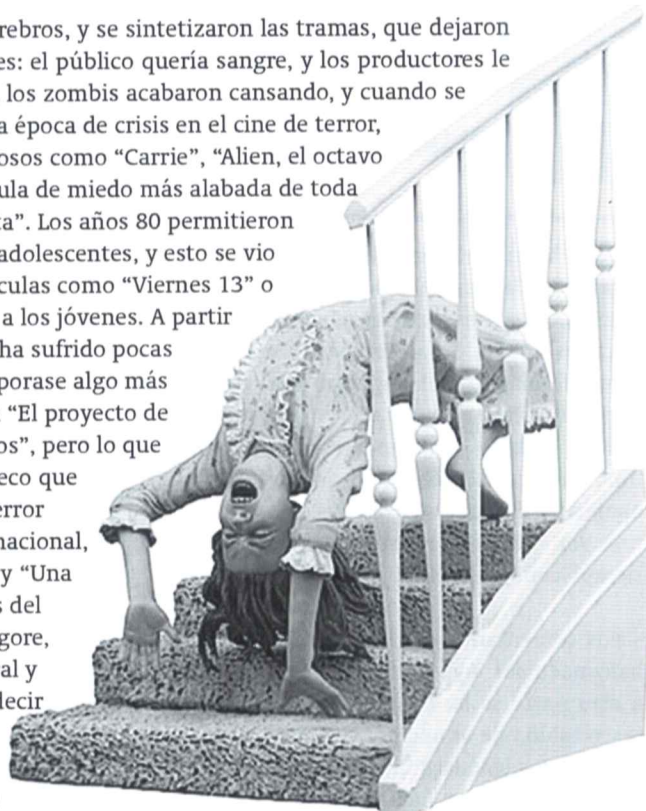 rebros, y se sintetizaron las tramas, que dejaron
es: el público quería sangre, y los productores le
los zombis acabaron cansando, y cuando se
a época de crisis en el cine de terror,
osos como “Carrie”, “Alien, el octavo
ula de miedo más alabada de toda
ta”. Los años 80 permitieron
adolescentes, y esto se vio
culas como “Viernes 13” o
a los jóvenes. A partir
ha sufrido pocas
porase algo más
“El proyecto de
os”, pero lo que
eco que
error
nacional,
y “Una
s del
gore,
al y
decir